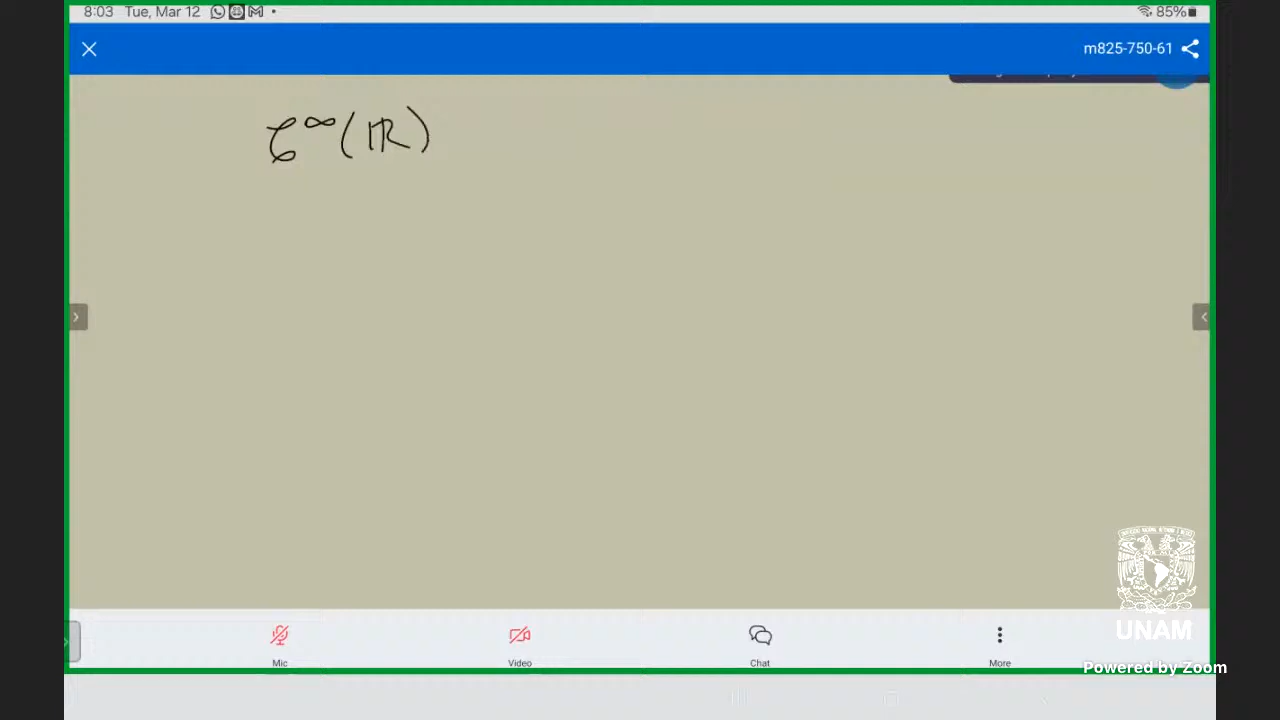 8:03 Tue, Mar 12 85%
m825-750-61
𝒞^∞(ℝ)
UNAM
Mic Video Chat More
Powered by Zoom